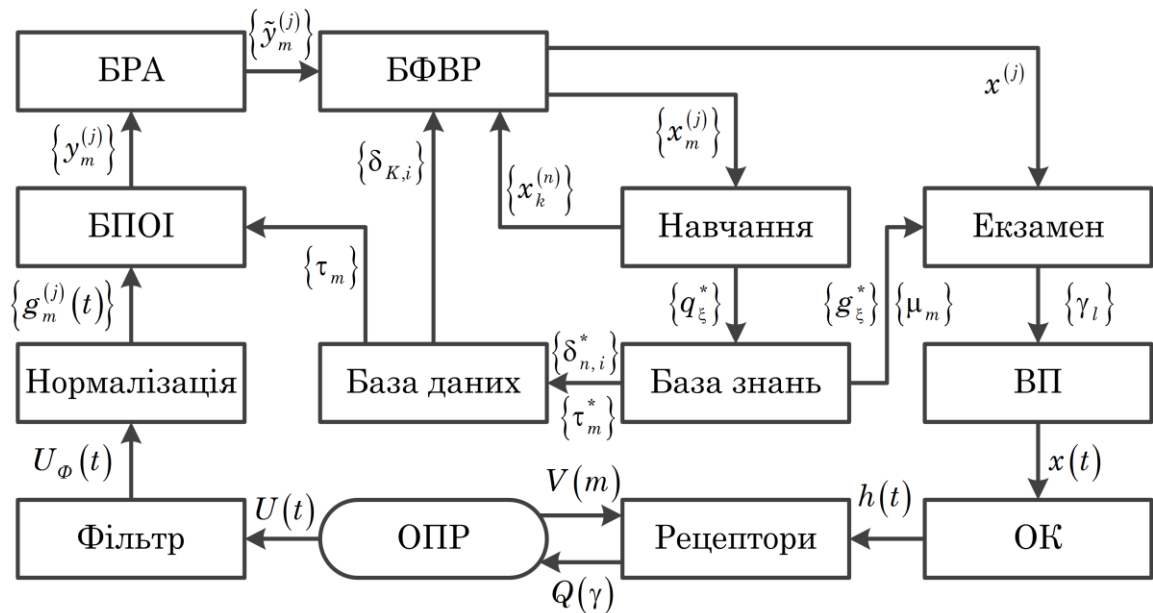 БРА
{ỹ_m^(j)}
БФВР
x^(j)
{y_m^(j)}
{δ_K,i}
{x_k^(n)}
{x_m^(j)}
БПОІ
{τ_m}
Навчання
Екзамен
{g_m^(j)(t)}
{q_ξ^*}
{g_ξ^*}
{μ_m}
{γ_l}
Нормалізація
База даних
{δ_n,i^*}
{τ_m^*}
База знань
ВП
U_Ф(t)
x(t)
Фільтр
U(t)
ОПР
V(m)
Q(γ)
Рецептори
h(t)
ОК